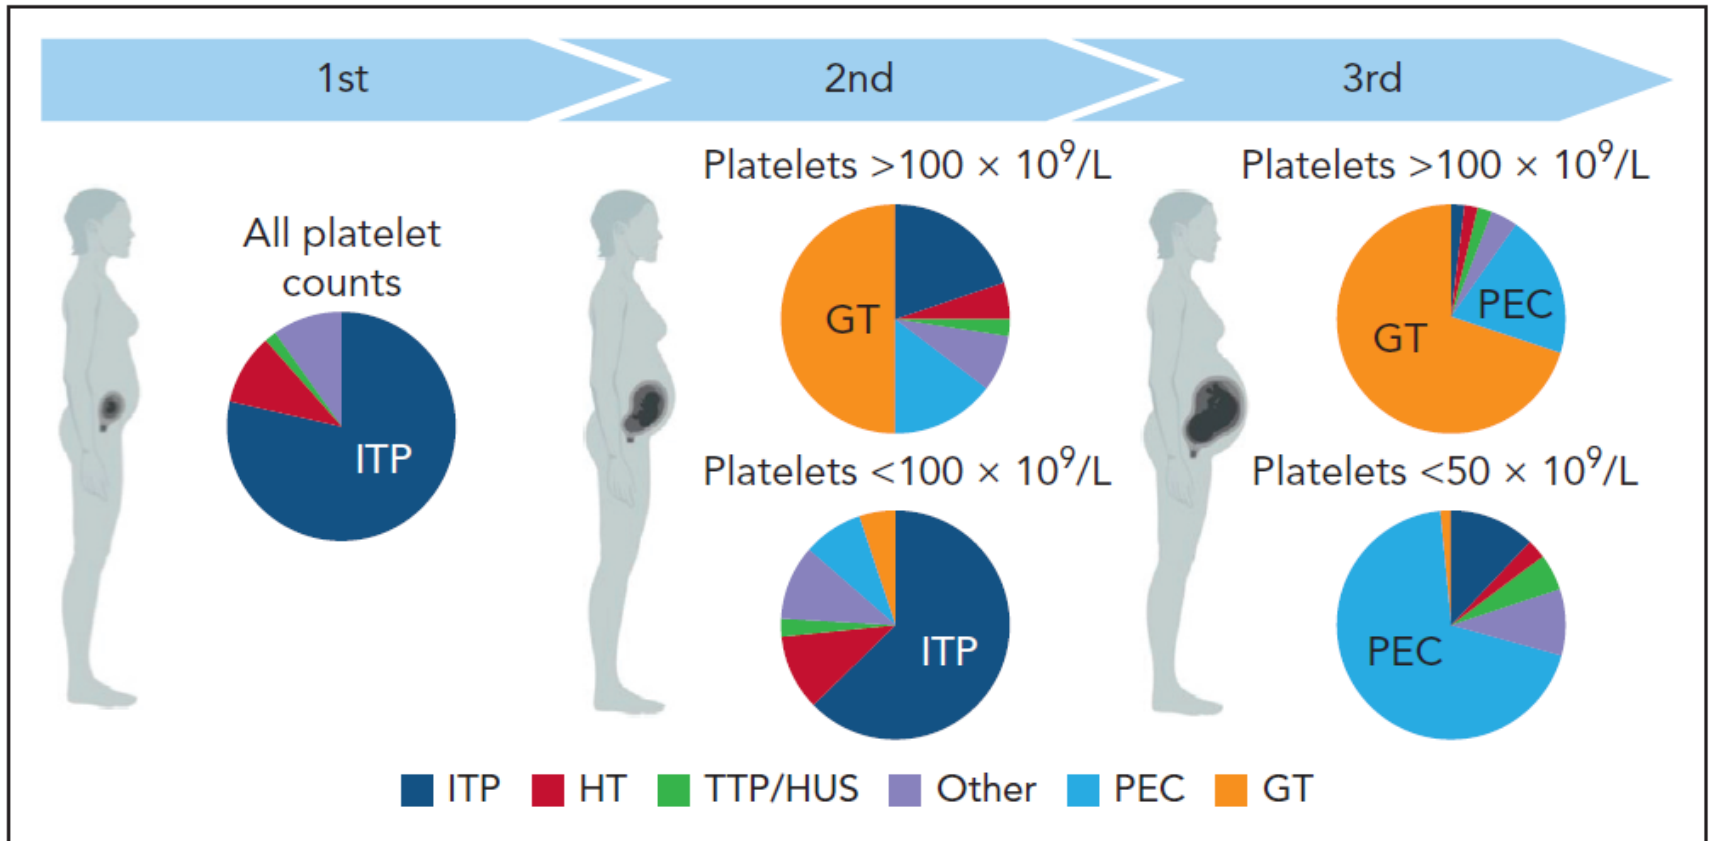 1st
2nd
3rd
All platelet
counts
ITP
Platelets >100 × 10⁹/L
GT
Platelets <100 × 10⁹/L
ITP
Platelets >100 × 10⁹/L
PEC
GT
Platelets <50 × 10⁹/L
PEC
ITP HT TTP/HUS Other PEC GT